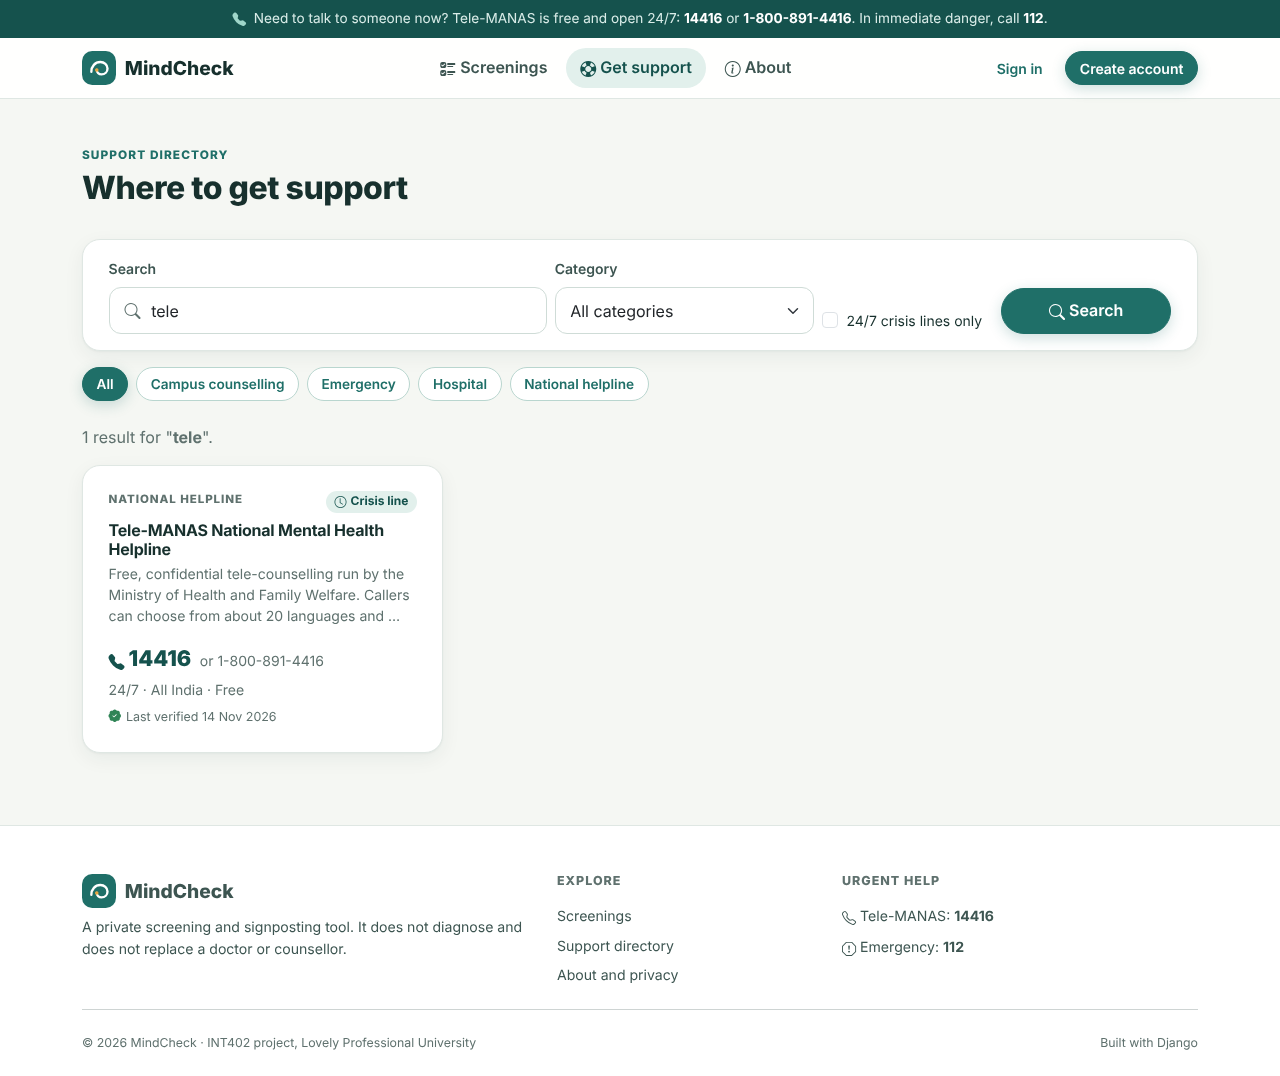 Need to talk to someone now? Tele-MANAS is free and open 24/7: 14416 or 1-800-891-4416. In immediate danger, call 112.
MindCheck
Screenings
Get support
About
Sign in
Create account
SUPPORT DIRECTORY
Where to get support
Search
Category
tele
All categories
24/7 crisis lines only
Search
All
Campus counselling
Emergency
Hospital
National helpline
1 result for "tele".
NATIONAL HELPLINE
Crisis line
Tele-MANAS National Mental Health
Helpline
Free, confidential tele-counselling run by the
Ministry of Health and Family Welfare. Callers
can choose from about 20 languages and ...
14416 or 1-800-891-4416
24/7 · All India · Free
Last verified 14 Nov 2026
MindCheck
A private screening and signposting tool. It does not diagnose and
does not replace a doctor or counsellor.
EXPLORE
Screenings
Support directory
About and privacy
URGENT HELP
Tele-MANAS: 14416
Emergency: 112
© 2026 MindCheck · INT402 project, Lovely Professional University
Built with Django